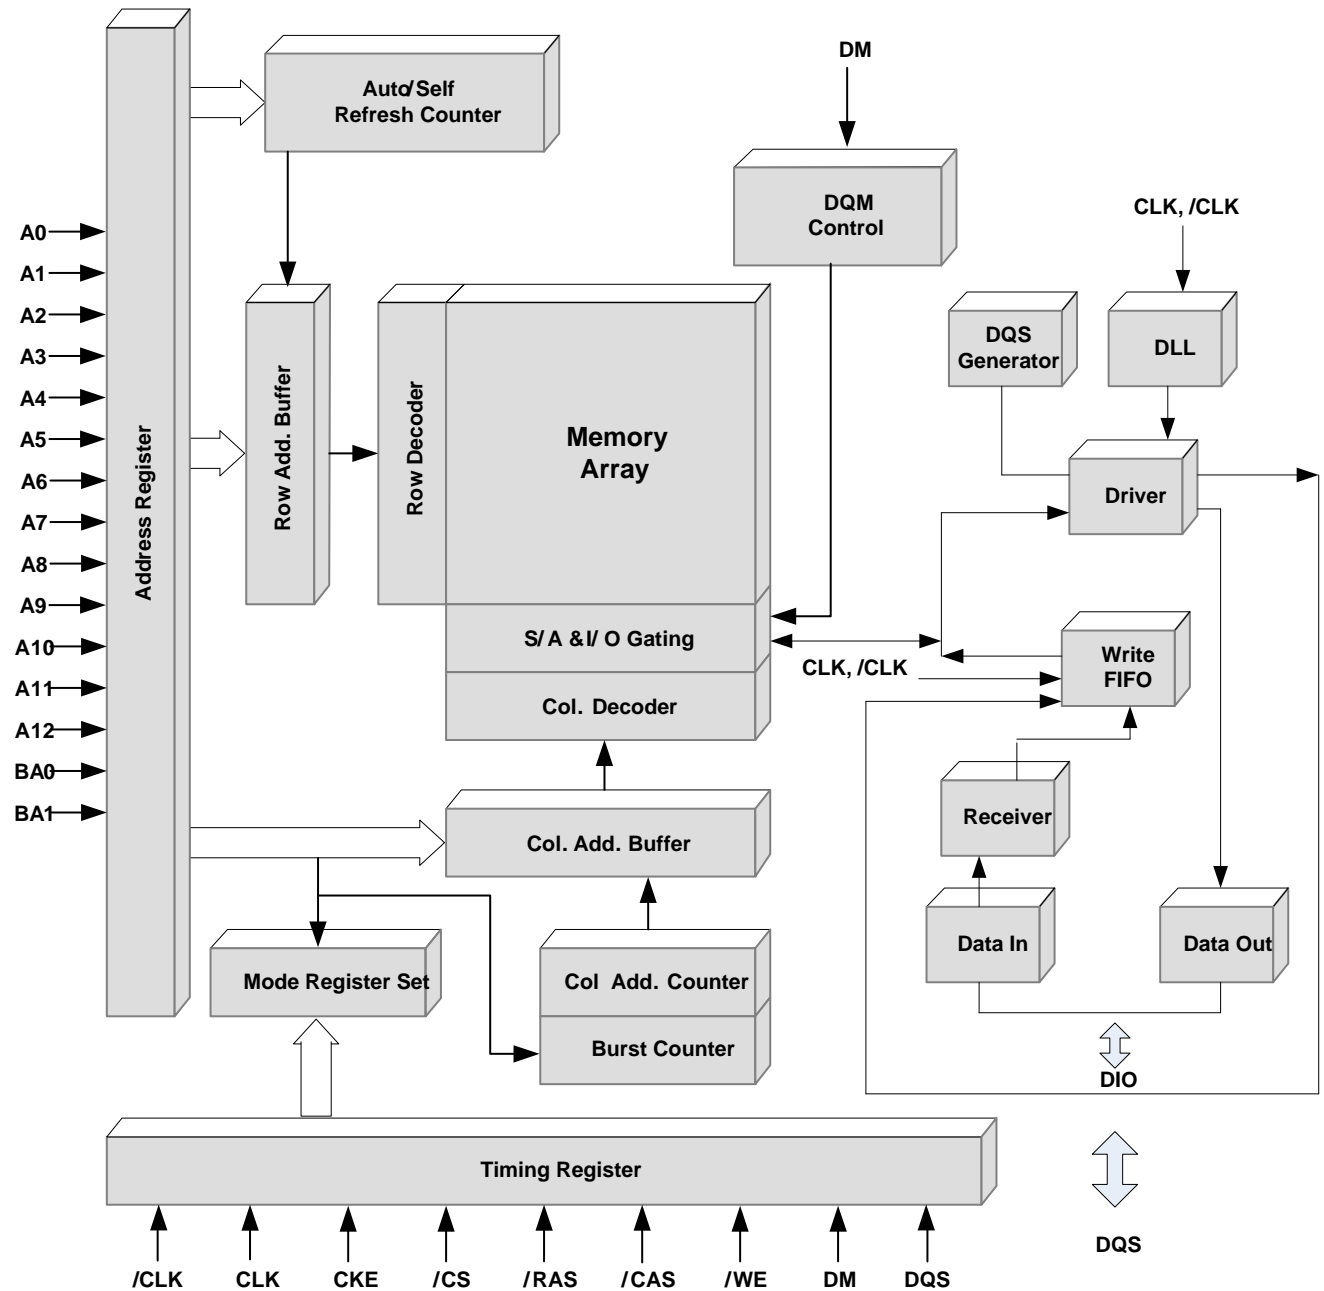 Auto/Self
Refresh Counter
DM
DQM
Control
CLK, /CLK
A0
A1
A2
A3
A4
A5
A6
A7
A8
A9
A10
A11
A12
BA0
BA1
Address Register
Row Add. Buffer
Row Decoder
Memory
Array
DQS
Generator
DLL
Driver
S/A & I/O Gating
CLK, /CLK
Write
FIFO
Col. Decoder
Receiver
Col. Add. Buffer
Data In
Data Out
Mode Register Set
Col Add. Counter
Burst Counter
DIO
Timing Register
DQS
/CLK
CLK
CKE
/CS
/RAS
/CAS
/WE
DM
DQS